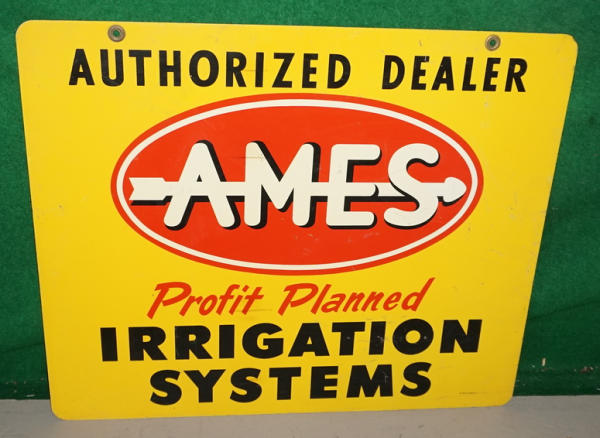 AUTHORIZED DEALER
AMES
Profit Planned
IRRIGATION
SYSTEMS